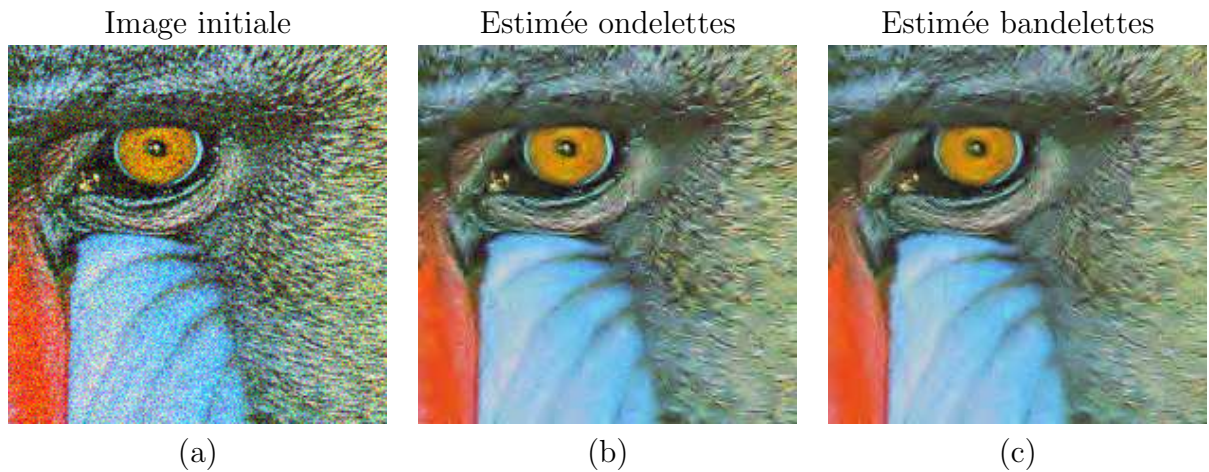 Image initiale
Estimée ondelettes
Estimée bandelettes
(a)
(b)
(c)